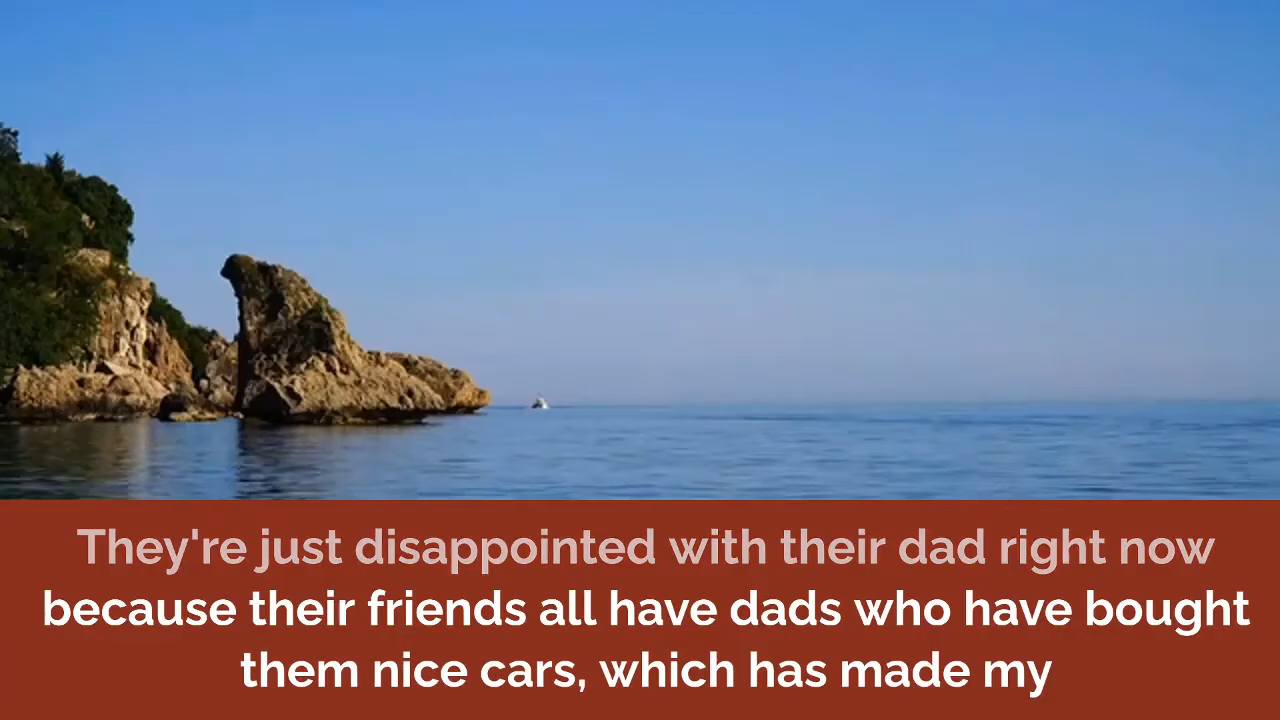 They're just disappointed with their dad right now
because their friends all have dads who have bought
them nice cars, which has made my